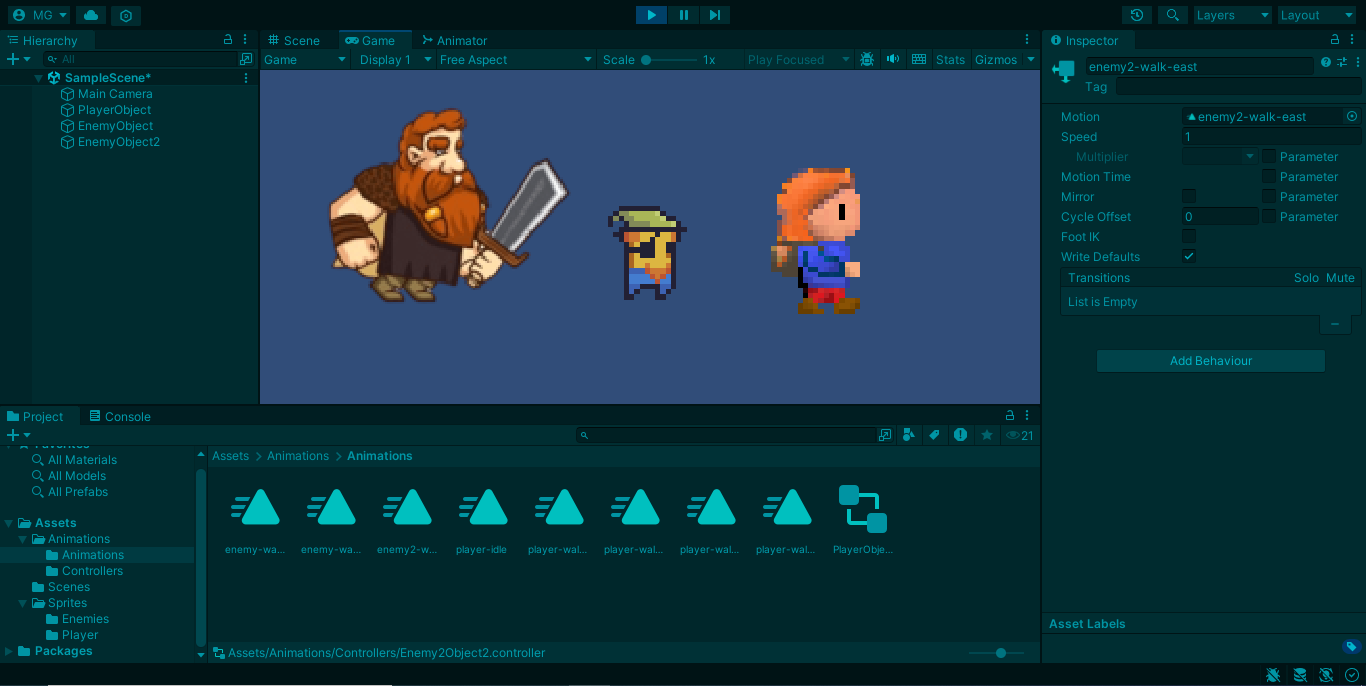 MG
Layers
Layout
Hierarchy
All
SampleScene*
Main Camera
PlayerObject
EnemyObject
EnemyObject2
Scene
Game
Animator
Game
Display 1
Free Aspect
Scale
1x
Play Focused
Stats
Gizmos
Inspector
enemy2-walk-east
Tag
Motion
enemy2-walk-east
Speed
1
Multiplier
Parameter
Motion Time
Parameter
Mirror
Parameter
Cycle Offset
0
Parameter
Foot IK
Write Defaults
Transitions
Solo
Mute
List is Empty
Add Behaviour
Project
Console
21
Favorites
All Materials
All Models
All Prefabs
Assets
Animations
Animations
Controllers
Scenes
Sprites
Enemies
Player
Packages
Assets > Animations > Animations
enemy-wa...
enemy-wa...
enemy2-w...
player-idle
player-wal...
player-wal...
player-wal...
player-wal...
PlayerObje...
Assets/Animations/Controllers/Enemy2Object2.controller
Asset Labels